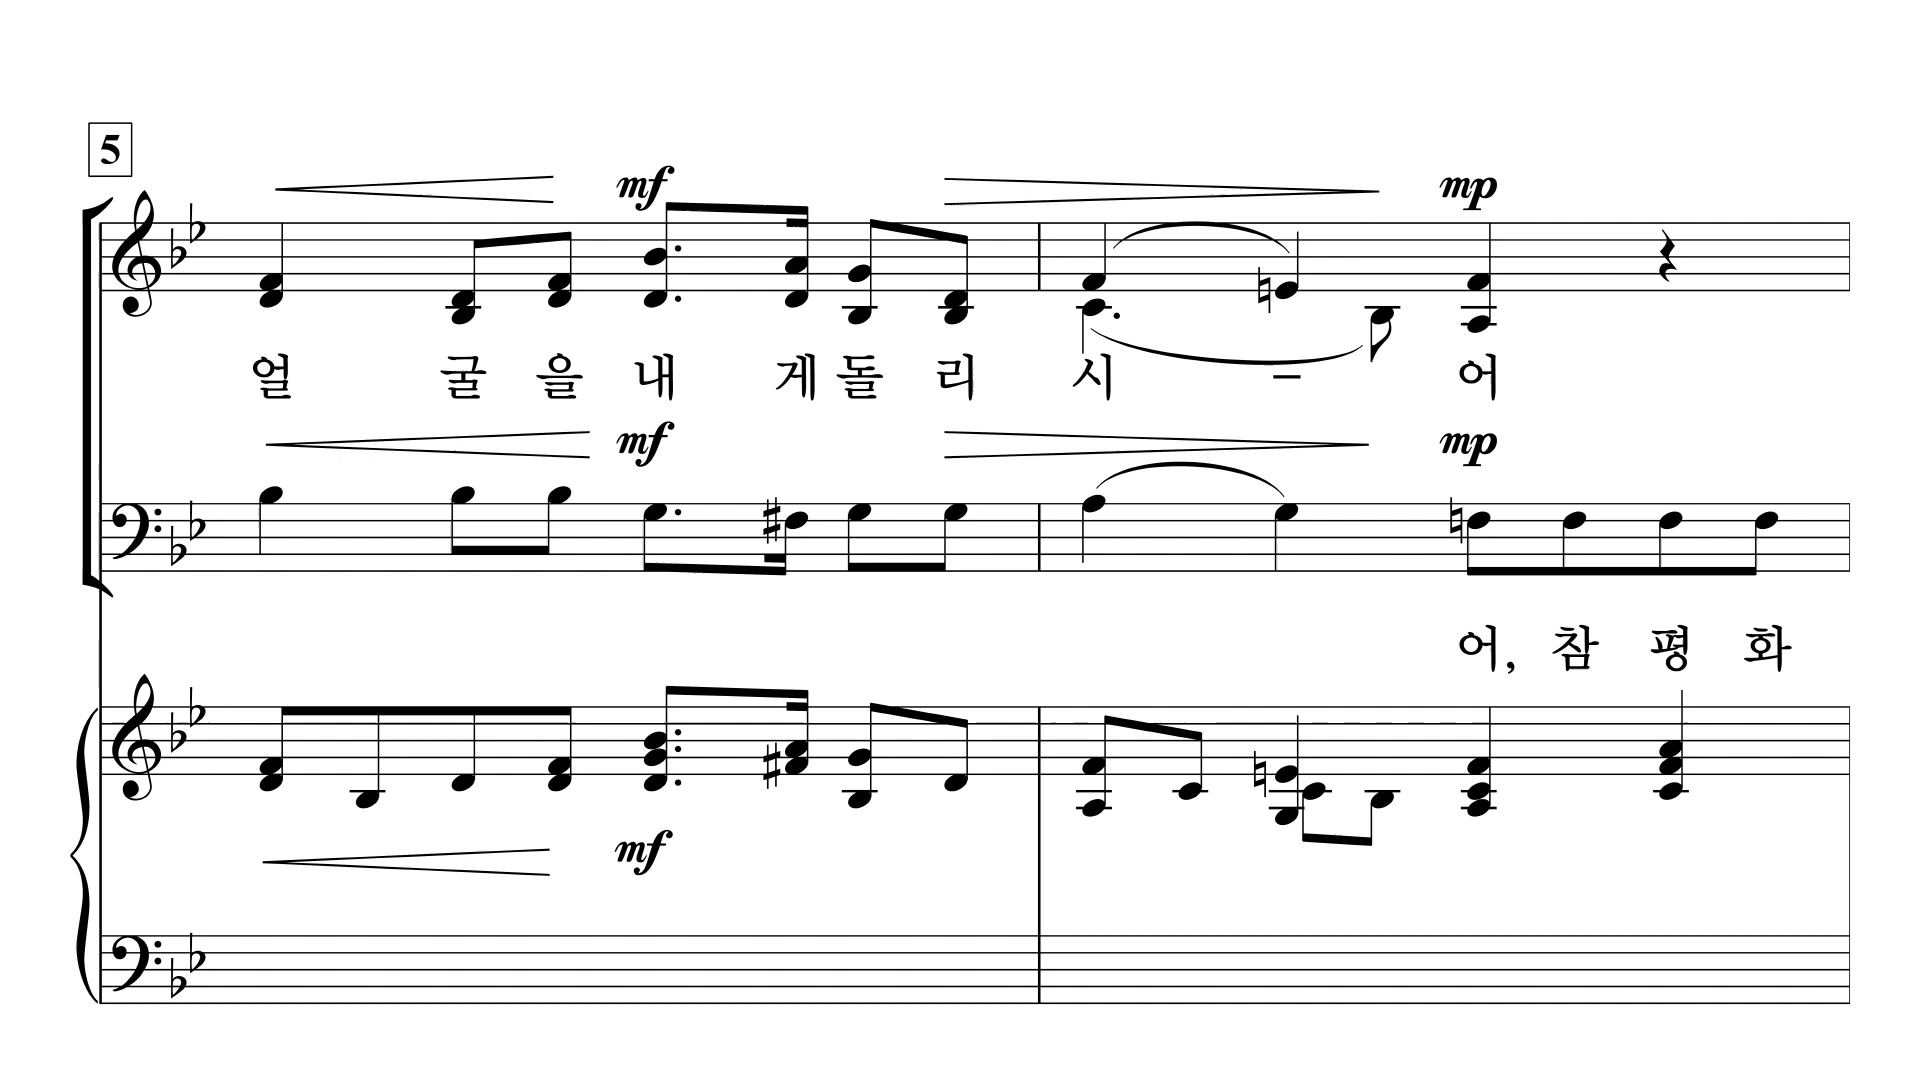 5
mf mp
얼 굴 을 내 게 돌 리 시 – 어
mf mp
어, 참 평 화
mf